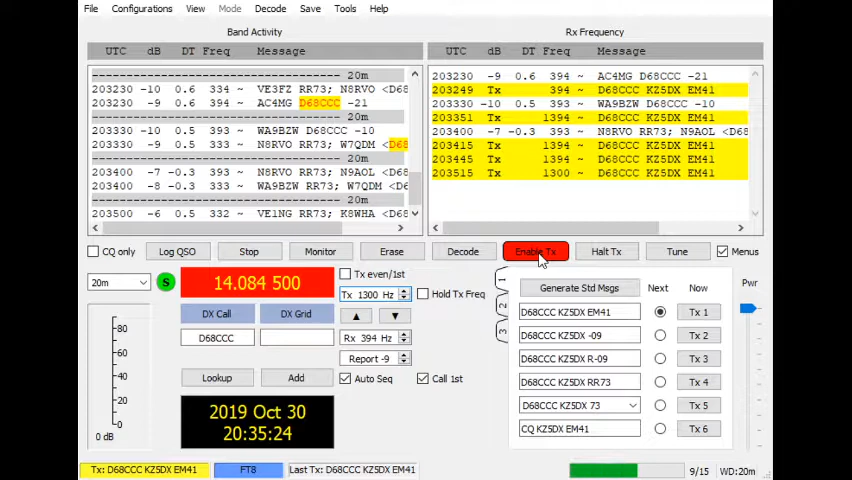 File Configurations View Mode Decode Save Tools Help
Band Activity
UTC dB DT Freq Message
20m
203230 -10 0.6 334 ~ VE3FZ RR73; N8RVO <D6
203230 -9 0.6 394 ~ AC4MG D68CCC -21
20m
203330 -10 0.5 393 ~ WA9BZW D68CCC -10
203330 -9 0.5 333 ~ N8RVO RR73; W7QDM <D68
20m
203400 -7 -0.3 393 ~ N8RVO RR73; N9AOL <D
203400 -8 -0.3 333 ~ WA9BZW RR73; N8RVO <
20m
203500 -6 0.5 332 ~ VE1NG RR73; K8WHA <D
Rx Frequency
UTC dB DT Freq Message
203230 -9 0.6 394 ~ AC4MG D68CCC -21
203249 Tx 394 ~ D68CCC KZ5DX EM41
203330 -10 0.5 393 ~ WA9BZW D68CCC -10
203351 Tx 1394 ~ D68CCC KZ5DX EM41
203400 -7 -0.3 393 ~ N8RVO RR73; N9AOL <D68
203415 Tx 1394 ~ D68CCC KZ5DX EM41
203445 Tx 1394 ~ D68CCC KZ5DX EM41
203515 Tx 1300 ~ D68CCC KZ5DX EM41
CQ only Log QSO Stop Monitor Erase Decode Enable Tx Halt Tx Tune Menus
20m S 14.084 500
Tx even/1st
Tx 1300 Hz Hold Tx Freq
DX Call DX Grid
D68CCC
Rx 394 Hz
Report -9
Lookup Add
Auto Seq Call 1st
2019 Oct 30
20:35:24
80
60
40
20
0
0 dB
1
2
3
Generate Std Msgs Next Now Pwr
D68CCC KZ5DX EM41 Tx 1
D68CCC KZ5DX -09 Tx 2
D68CCC KZ5DX R-09 Tx 3
D68CCC KZ5DX RR73 Tx 4
D68CCC KZ5DX 73 Tx 5
CQ KZ5DX EM41 Tx 6
Tx: D68CCC KZ5DX EM41 FT8 Last Tx: D68CCC KZ5DX EM41 9/15 WD:20m